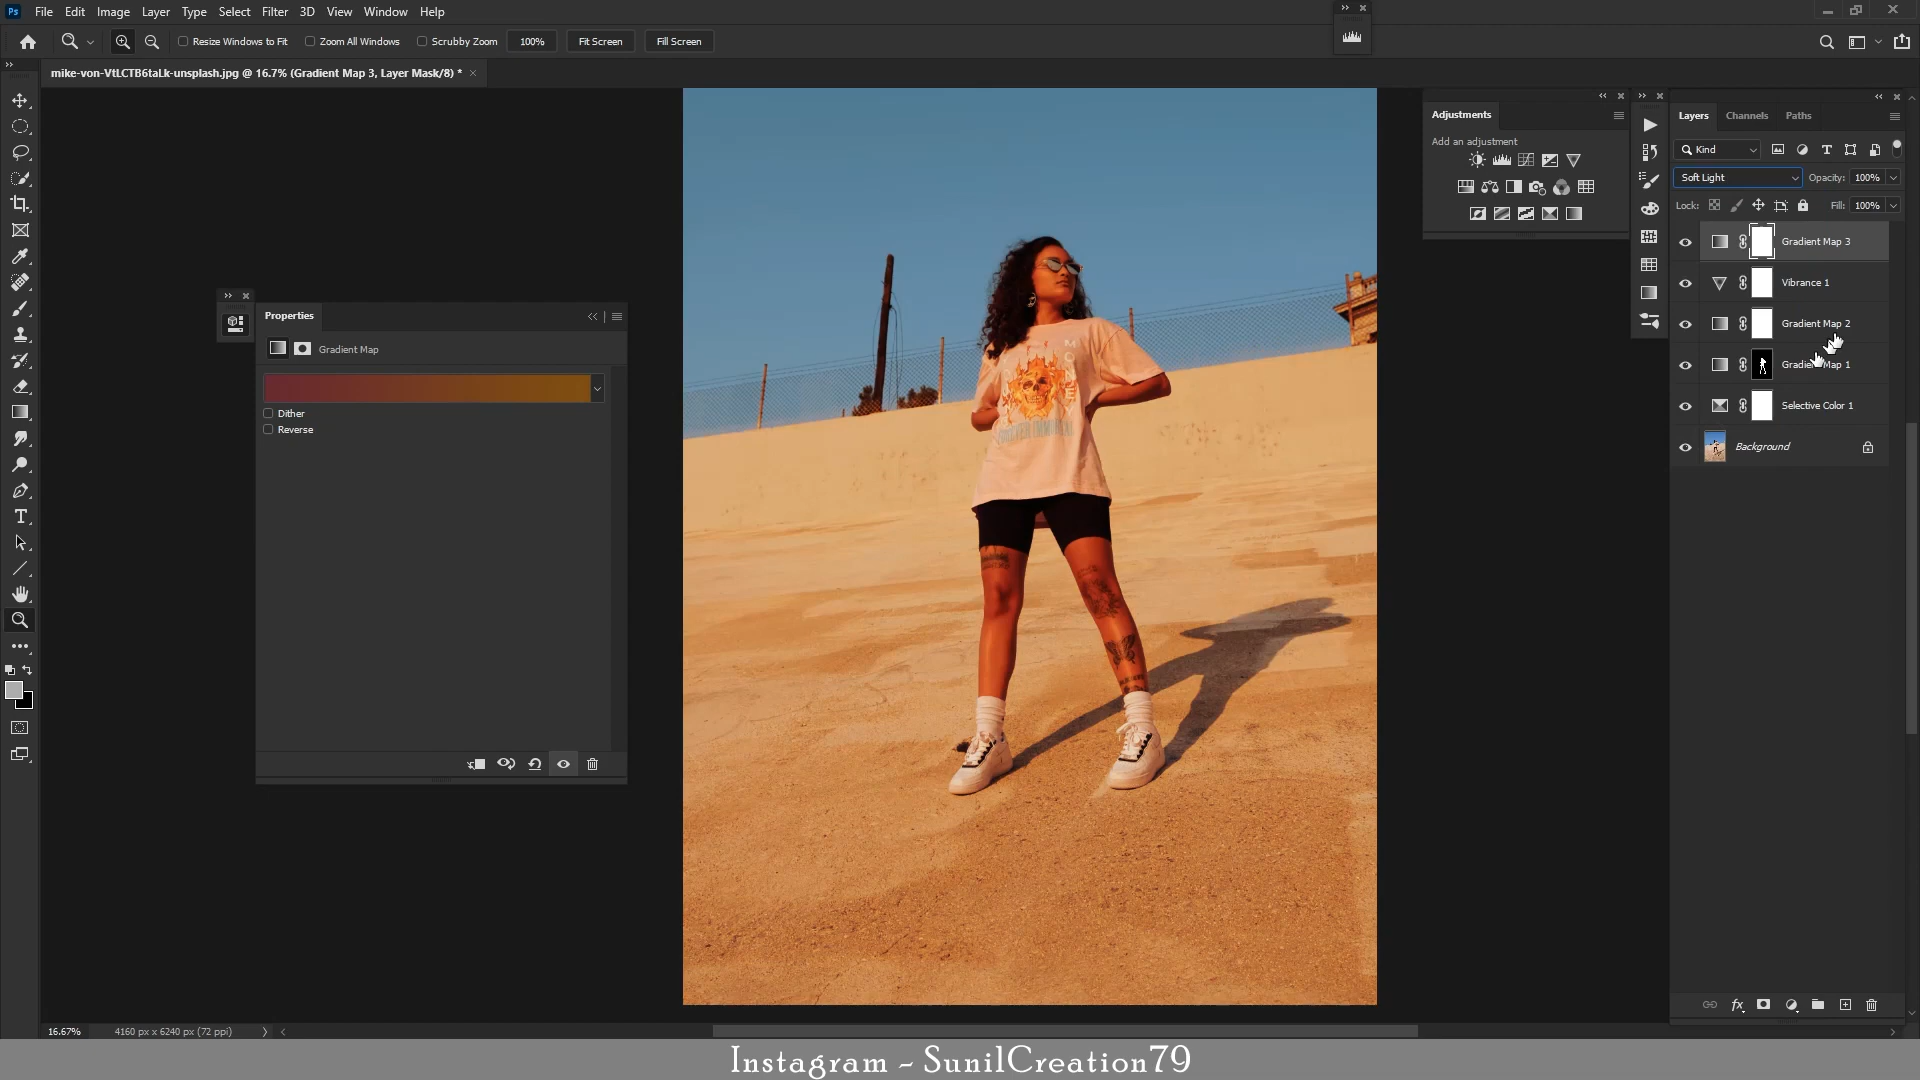 Ps File Edit Image Layer Type Select Filter 3D View Window Help
Resize Windows to Fit Zoom All Windows Scrubby Zoom 100% Fit Screen Fill Screen
mike-von-VtLCTB6taLk-unsplash.jpg @ 16.7% (Gradient Map 3, Layer Mask/8) *
Adjustments
Add an adjustment
Layers Channels Paths
Kind
Soft Light Opacity: 100%
Lock: Fill: 100%
Gradient Map 3
Vibrance 1
Gradient Map 2
Gradient Map 1
Selective Color 1
Background
Properties
Gradient Map
Dither
Reverse
16.67% 4160 px x 6240 px (72 ppi)
Instagram - SunilCreation79